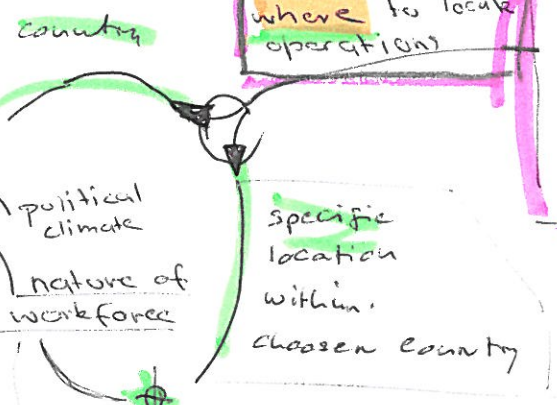 country
where to locate
operations
political
climate
nature of
workforce
specific
location
within
choosen country